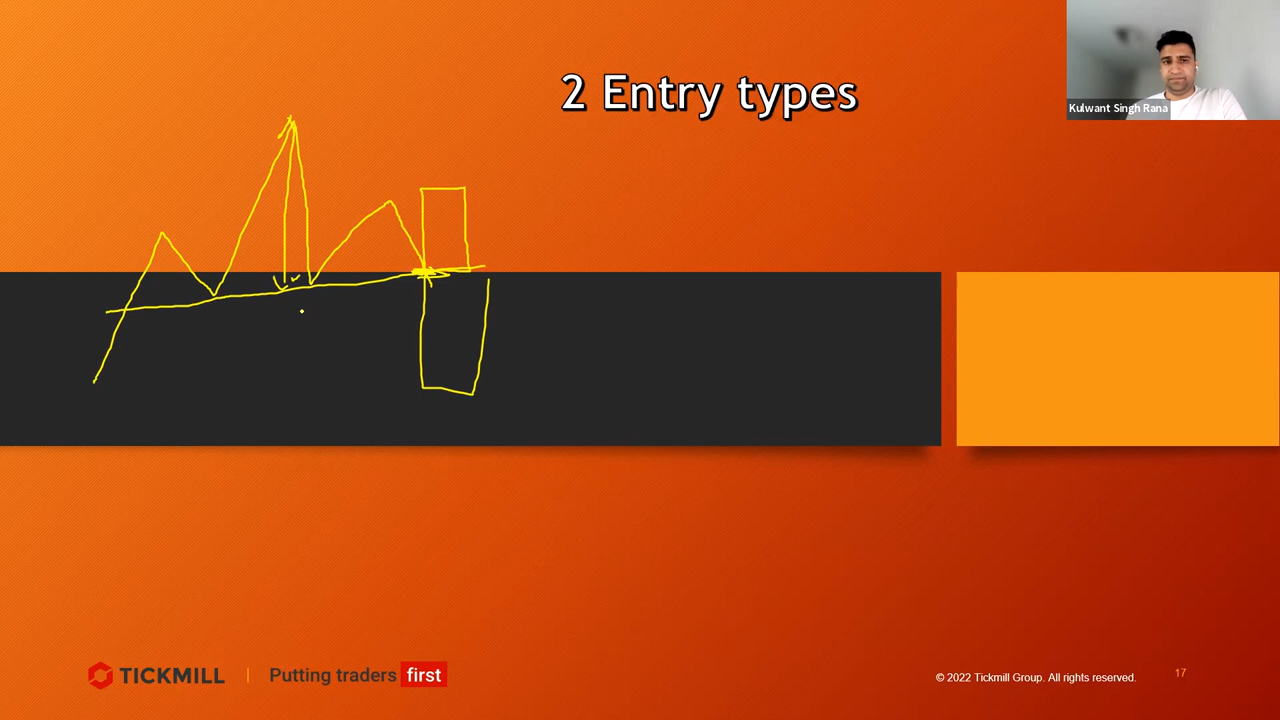 2 Entry types
Kulwant Singh Rana
TICKMILL
Putting traders first
© 2022 Tickmill Group. All rights reserved.
17